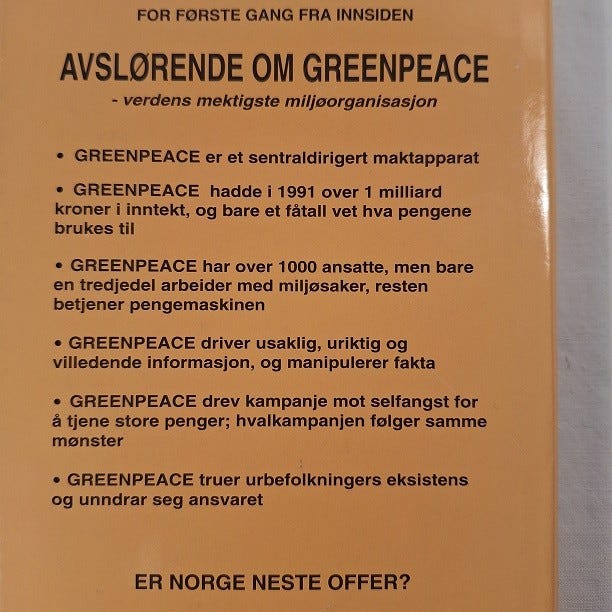 FOR FØRSTE GANG FRA INNSIDEN
AVSLØRENDE OM GREENPEACE
- verdens mektigste miljøorganisasjon
• GREENPEACE er et sentraldirigert maktapparat
• GREENPEACE hadde i 1991 over 1 milliard
kroner i inntekt, og bare et fåtall vet hva pengene
brukes til
• GREENPEACE har over 1000 ansatte, men bare
en tredjedel arbeider med miljøsaker, resten
betjener pengemaskinen
• GREENPEACE driver usaklig, uriktig og
villedende informasjon, og manipulerer fakta
• GREENPEACE drev kampanje mot selfangst for
å tjene store penger; hvalkampanjen følger samme
mønster
• GREENPEACE truer urbefolkningers eksistens
og unndrar seg ansvaret
ER NORGE NESTE OFFER?